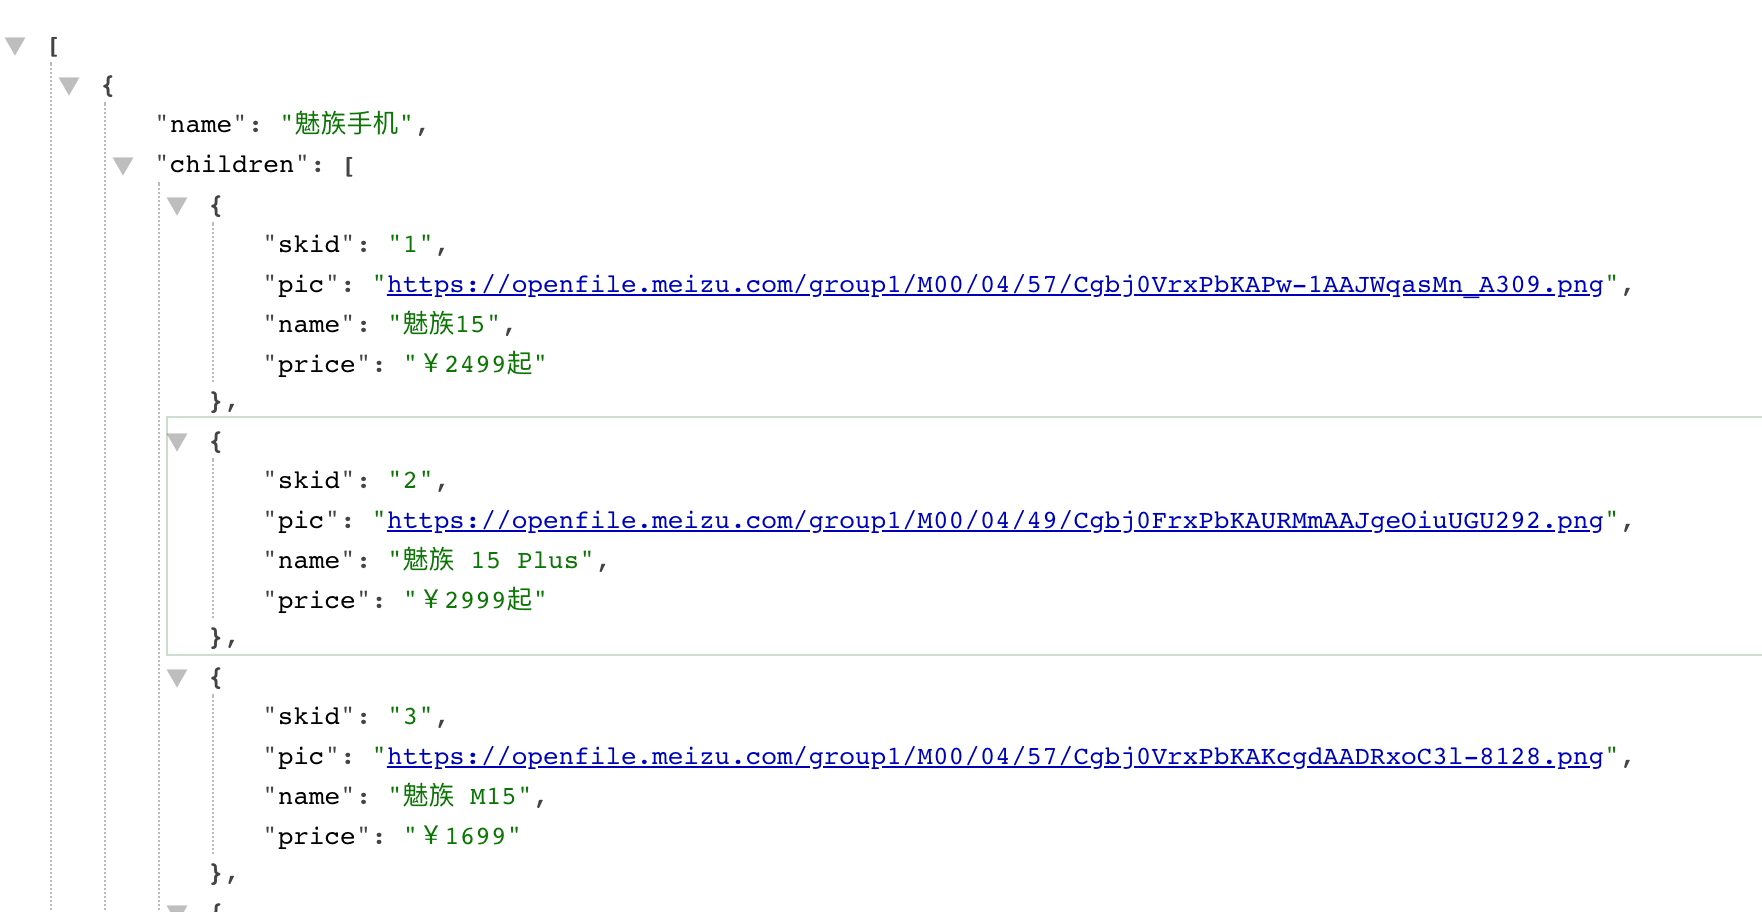 [
{
"name": "魅族手机",
"children": [
{
"skid": "1",
"pic": "https://openfile.meizu.com/group1/M00/04/57/Cgbj0VrxPbKAPw-1AAJWqasMn_A309.png",
"name": "魅族15",
"price": "￥2499起"
},
{
"skid": "2",
"pic": "https://openfile.meizu.com/group1/M00/04/49/Cgbj0FrxPbKAURMmAAJgeOiuUGU292.png",
"name": "魅族 15 Plus",
"price": "￥2999起"
},
{
"skid": "3",
"pic": "https://openfile.meizu.com/group1/M00/04/57/Cgbj0VrxPbKAKcgdAADRxoC3l-8128.png",
"name": "魅族 M15",
"price": "￥1699"
},
{